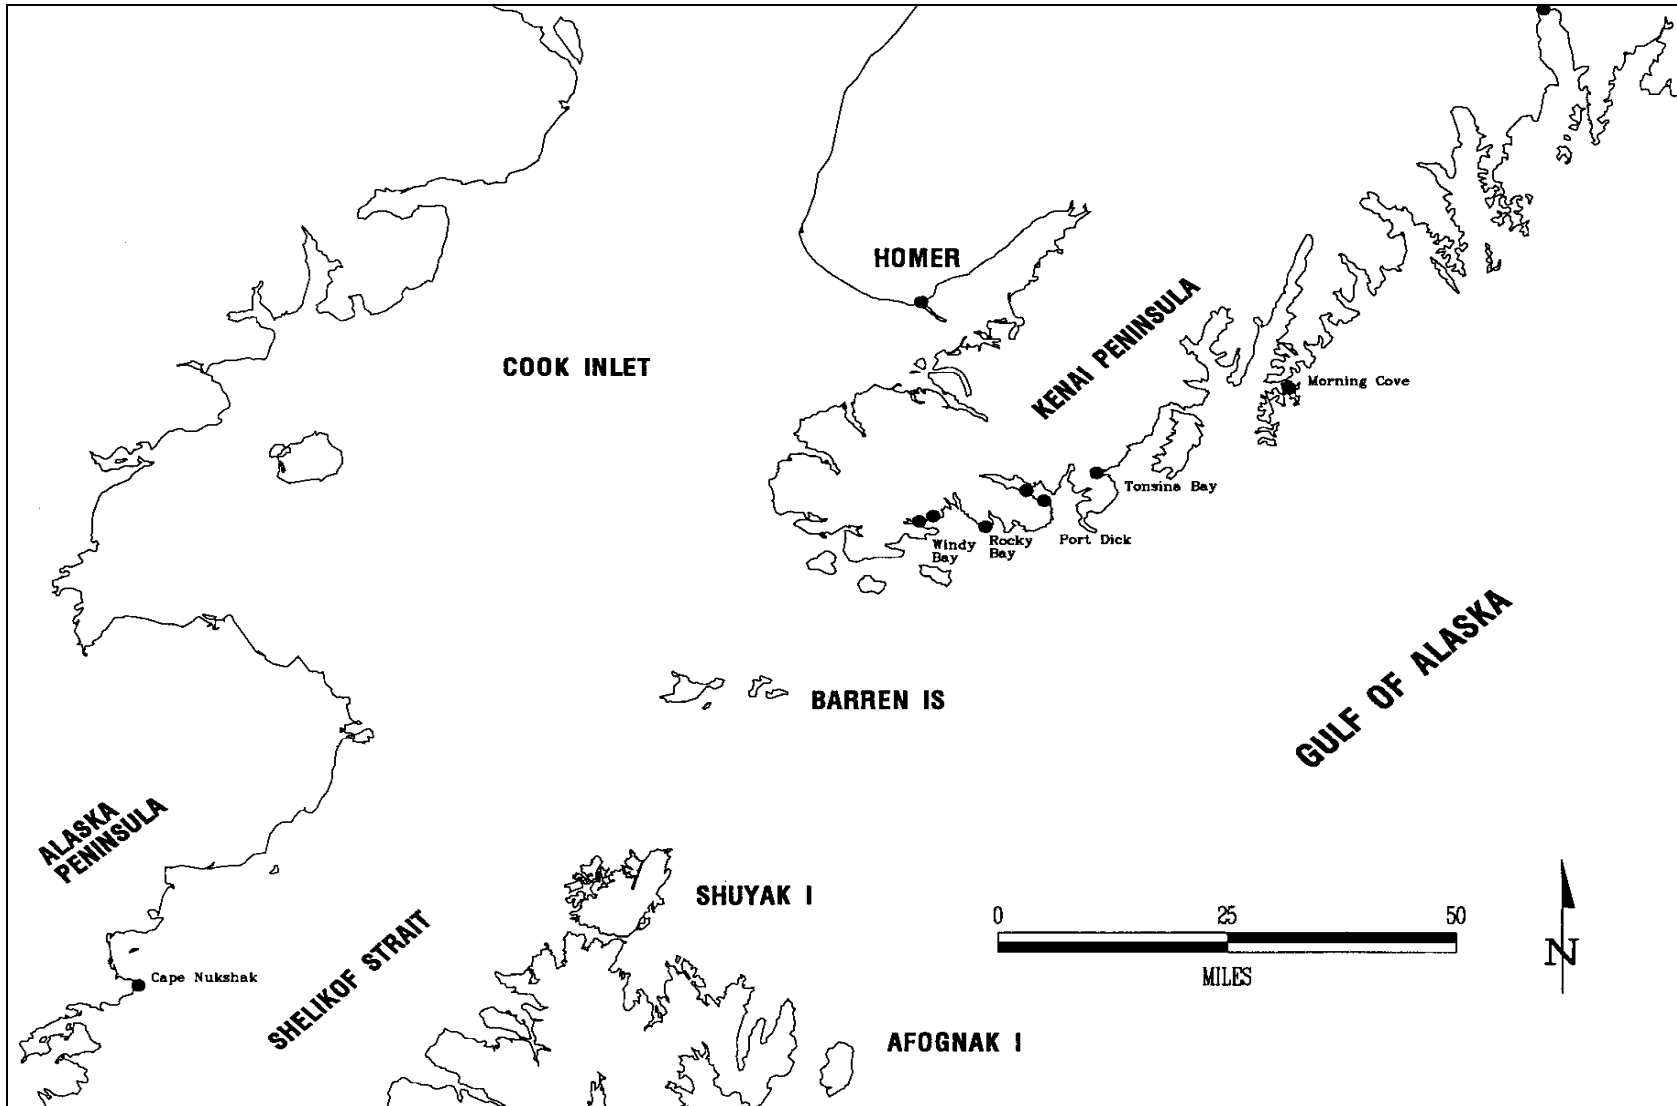 HOMER
COOK INLET
KENAI PENINSULA
Morning Cove
Tonsina Bay
Windy
Bay
Rocky
Bay
Port Dick
GULF OF ALASKA
BARREN IS
ALASKA
PENINSULA
SHUYAK I
SHELIKOF STRAIT
Cape Nukshak
0 25 50
MILES
N
AFOGNAK I